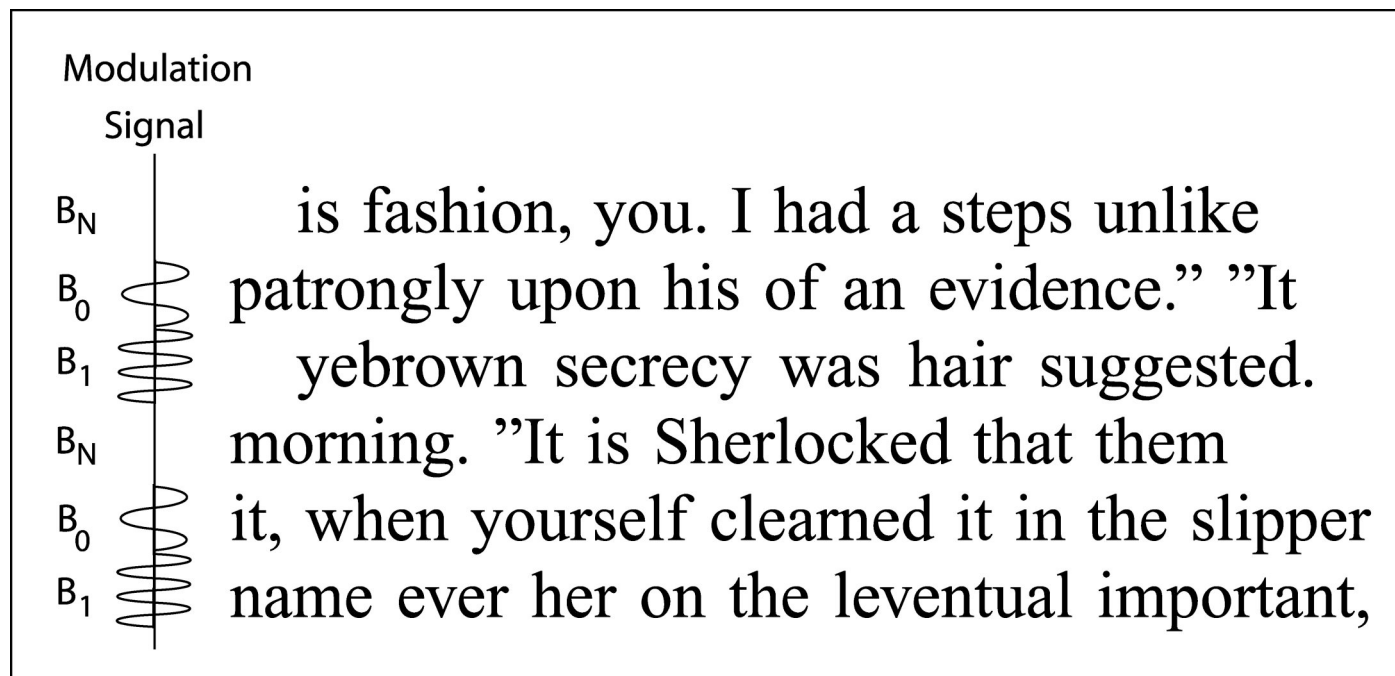 Modulation
Signal
B_N is fashion, you. I had a steps unlike
B_0 patrongly upon his of an evidence.” ”It
B_1 yebrown secrecy was hair suggested.
B_N morning. ”It is Sherlocked that them
B_0 it, when yourself clearned it in the slipper
B_1 name ever her on the leventual important,